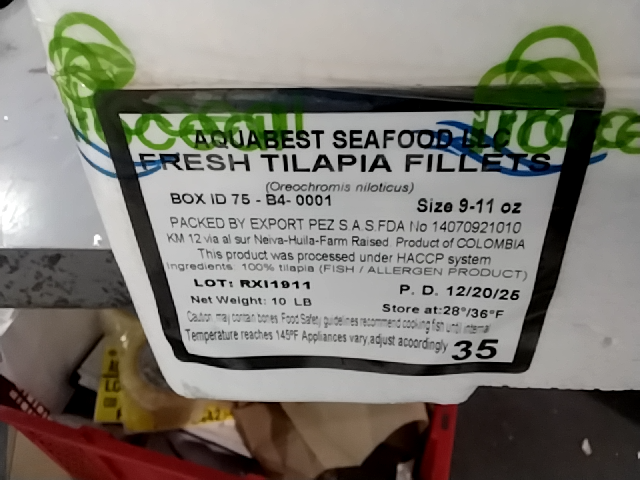 AQUABEST SEAFOOD LLC
FRESH TILAPIA FILLETS
(Oreochromis niloticus)
BOX ID 75 - B4- 0001
Size 9-11 oz
PACKED BY EXPORT PEZ S.A.S.FDA No 14070921010
KM 12 via al sur Neiva-Huila-Farm Raised. Product of COLOMBIA
This product was processed under HACCP system
Ingredients: 100% tilapia (FISH / ALLERGEN PRODUCT)
LOT: RXI1911
P. D. 12/20/25
Net Weight: 10 LB
Store at:28°/36°F
Caution, may contain bones. Food Safety guidelines recommend cooking fish until internal
Temperature reaches 145ºF Appliances vary,adjust acoordingly
35